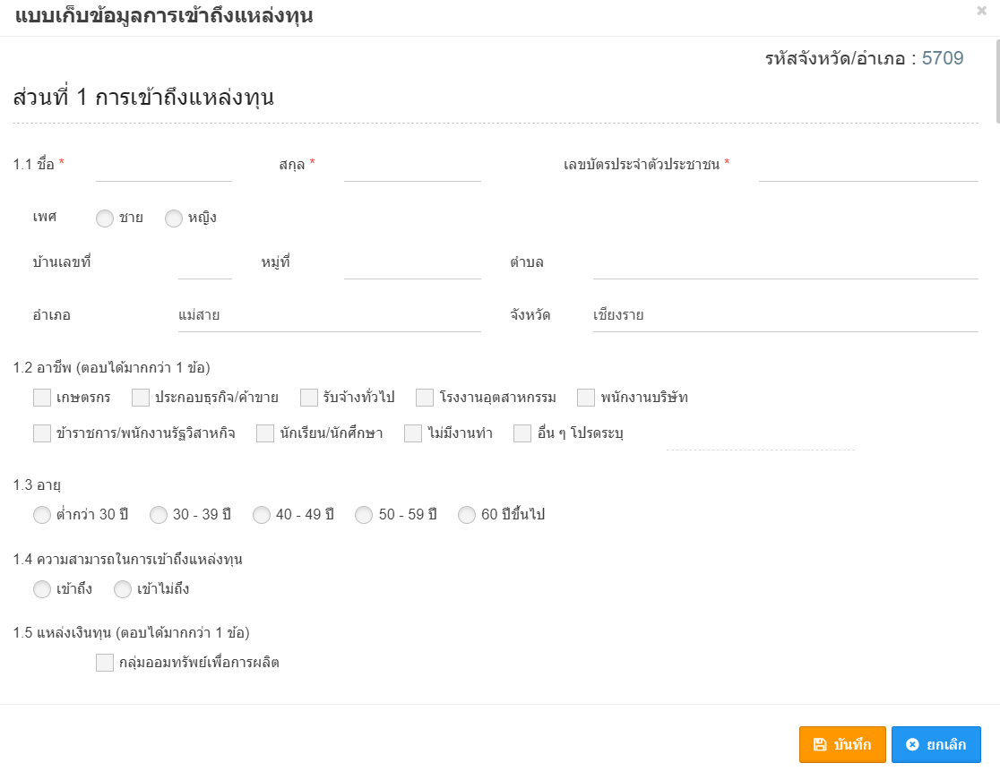 แบบเก็บข้อมูลการเข้าถึงแหล่งทุน
รหัสจังหวัด/อำเภอ : 5709
ส่วนที่ 1 การเข้าถึงแหล่งทุน
1.1 ชื่อ * สกุล * เลขบัตรประจำตัวประชาชน *
เพศ ชาย หญิง
บ้านเลขที่ หมู่ที่ ตำบล
อำเภอ แม่สาย จังหวัด เชียงราย
1.2 อาชีพ (ตอบได้มากกว่า 1 ข้อ)
เกษตรกร ประกอบธุรกิจ/ค้าขาย รับจ้างทั่วไป โรงงานอุตสาหกรรม พนักงานบริษัท
ข้าราชการ/พนักงานรัฐวิสาหกิจ นักเรียน/นักศึกษา ไม่มีงานทำ อื่น ๆ โปรดระบุ
1.3 อายุ
ต่ำกว่า 30 ปี 30 - 39 ปี 40 - 49 ปี 50 - 59 ปี 60 ปีขึ้นไป
1.4 ความสามารถในการเข้าถึงแหล่งทุน
เข้าถึง เข้าไม่ถึง
1.5 แหล่งเงินทุน (ตอบได้มากกว่า 1 ข้อ)
กลุ่มออมทรัพย์เพื่อการผลิต
บันทึก ยกเลิก